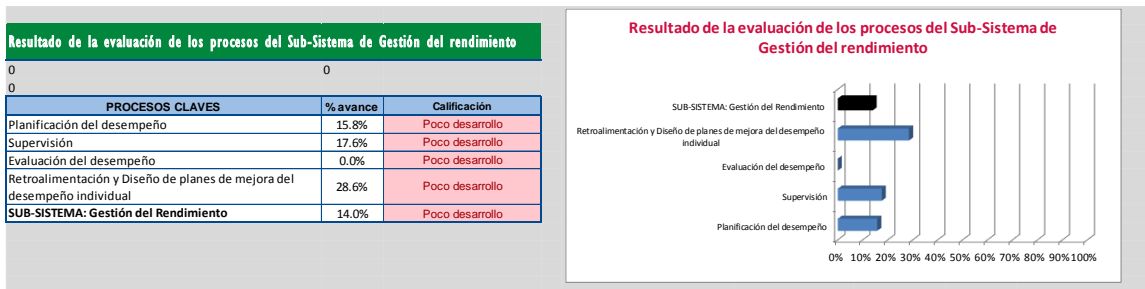 Resultado de la evaluación de los procesos del Sub-Sistema de Gestión del rendimiento
0 0
0
PROCESOS CLAVES % avance Calificación
Planificación del desempeño 15.8% Poco desarrollo
Supervisión 17.6% Poco desarrollo
Evaluación del desempeño 0.0% Poco desarrollo
Retroalimentación y Diseño de planes de mejora del
desempeño individual 28.6% Poco desarrollo
SUB-SISTEMA: Gestión del Rendimiento 14.0% Poco desarrollo
Resultado de la evaluación de los procesos del Sub-Sistema de
Gestión del rendimiento
SUB-SISTEMA: Gestión del Rendimiento
Retroalimentación y Diseño de planes de mejora del desempeño
individual
Evaluación del desempeño
Supervisión
Planificación del desempeño
0% 10% 20% 30% 40% 50% 60% 70% 80% 90% 100%